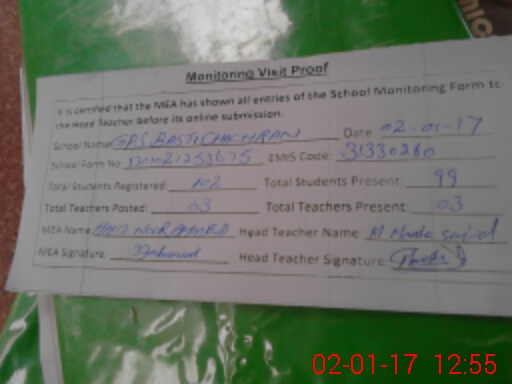 Monitoring Visit Proof
It is certified that the MEA has shown all entries of the School Monitoring Form to
the Head Teacher before its online submission.
School Name: GPS BASTI CHACHRAN Date: 02-01-17
School Form No: EMIS Code: 31330260
Total Students Registered: 102 Total Students Present: 99
Total Teachers Posted: 03 Total Teachers Present: 03
MEA Name: NOOR AHMED Head Teacher Name: M.
MEA Signature: Head Teacher Signature:
02-01-17 12:55